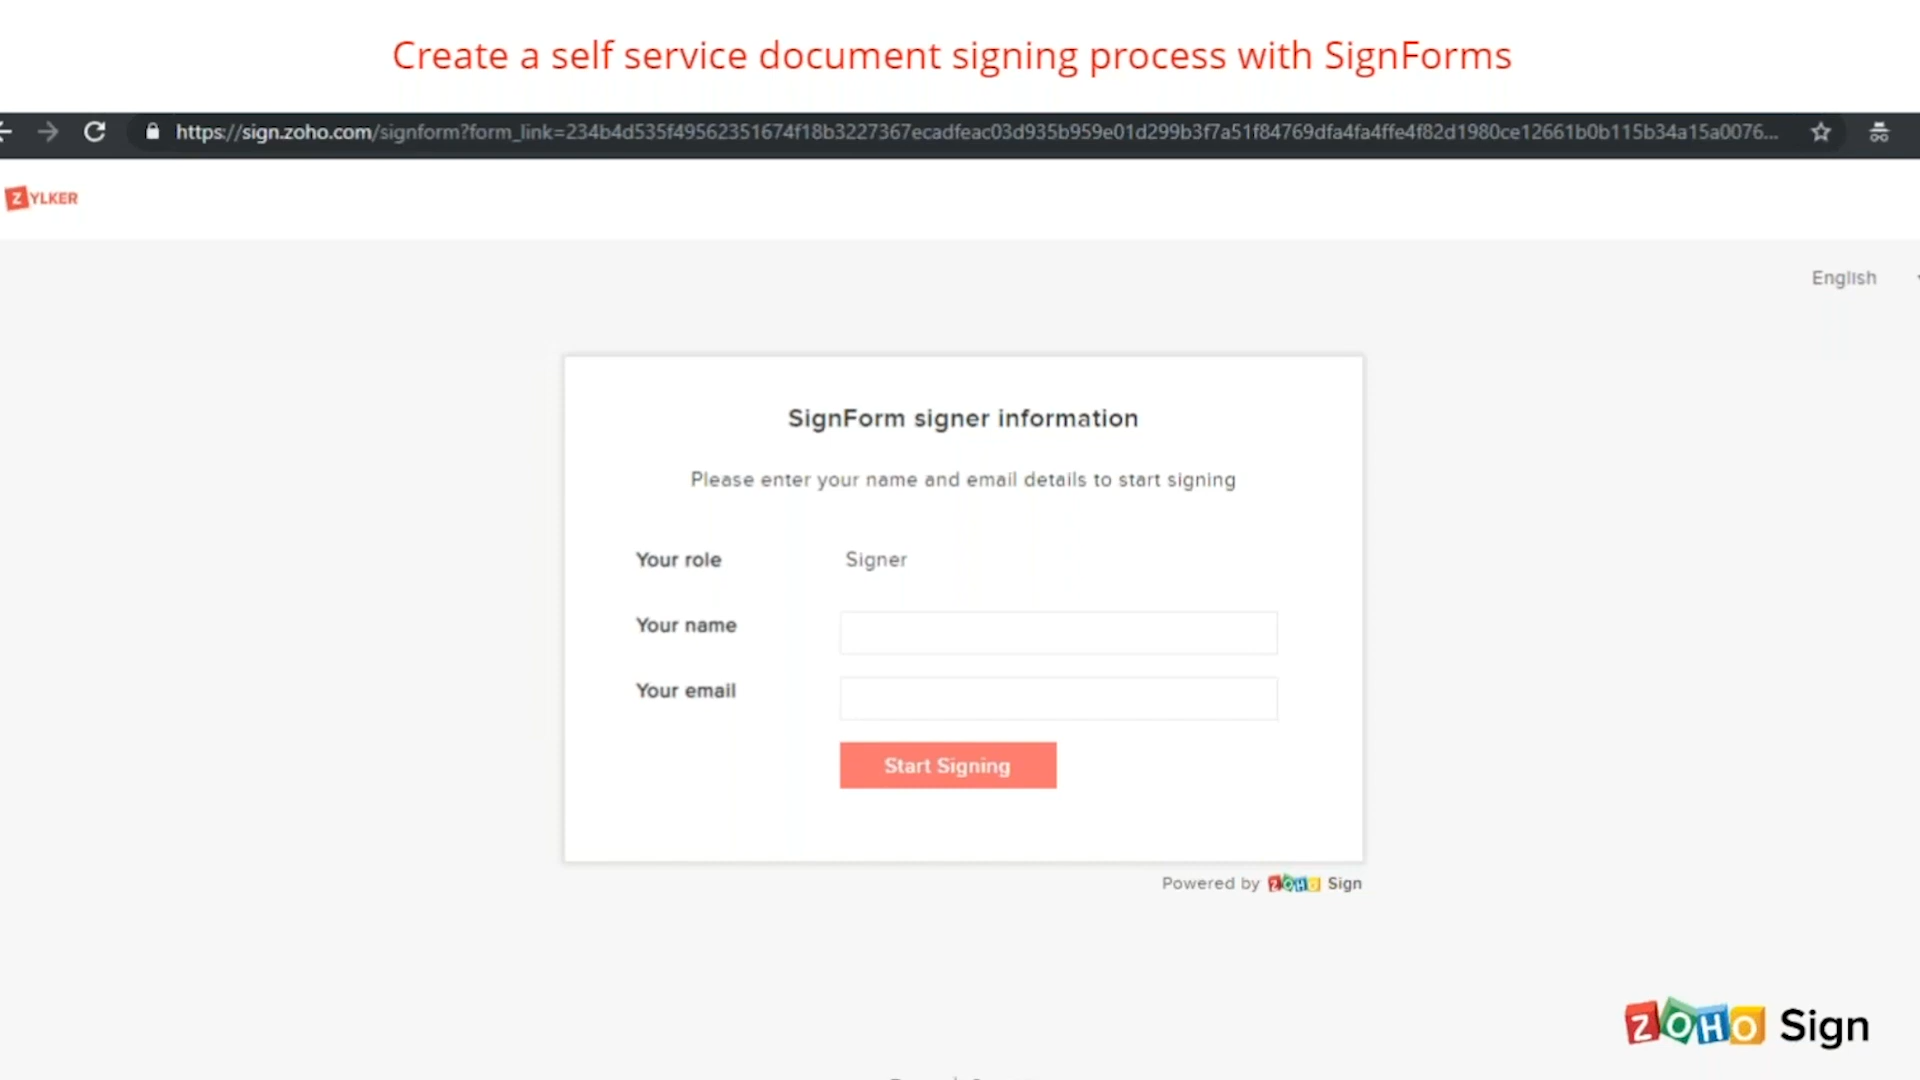 Create a self service document signing process with SignForms
https://sign.zoho.com/signform?form_link=234b4d535f49562351674f18b3227367ecadfeac03d935b959e01d299b3f7a51f84769dfa4fa4ffe4f82d1980ce12661b0b115b34a15a0076...
ZYLKER
English
SignForm signer information
Please enter your name and email details to start signing
Your role Signer
Your name
Your email
Start Signing
Powered by ZOHO Sign
ZOHO Sign